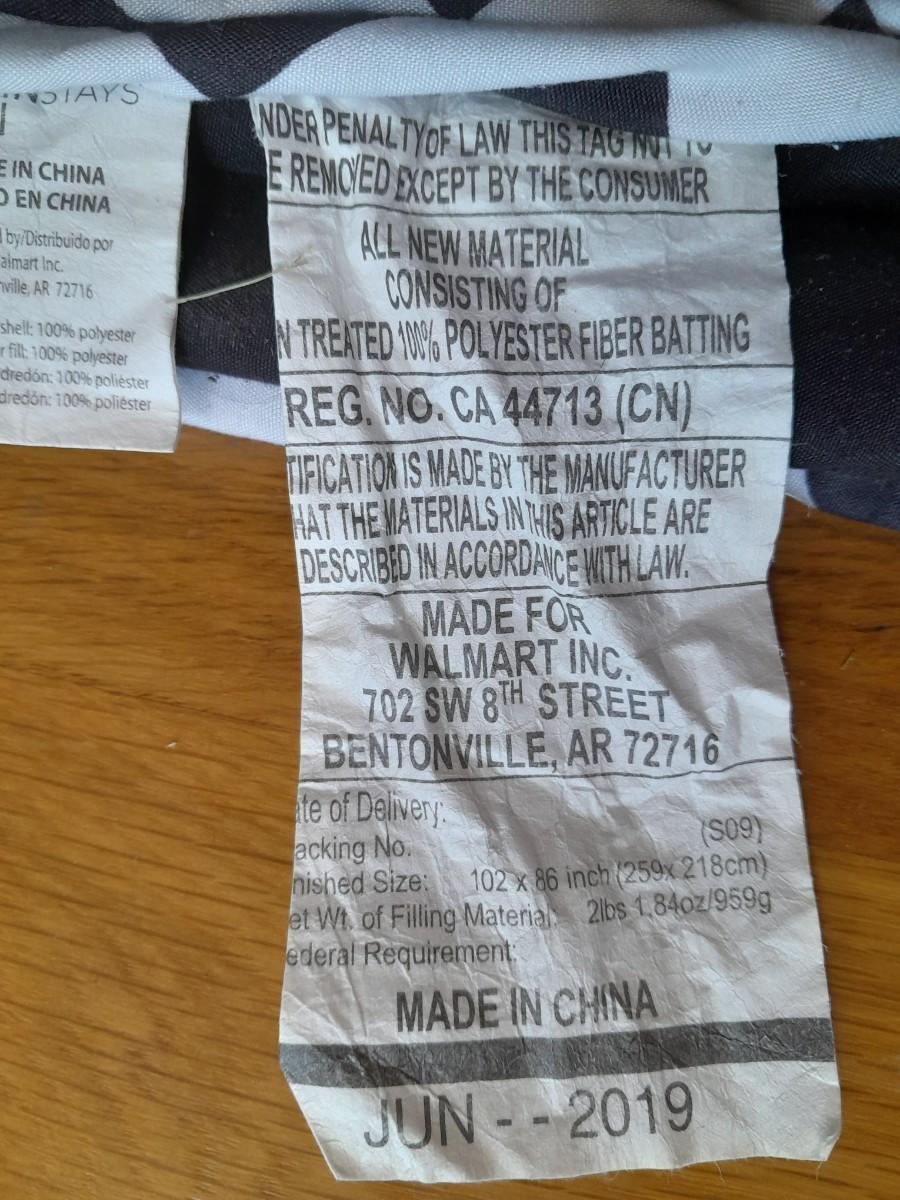 NSTAYS
E IN CHINA
O EN CHINA
by/Distribuido por
almart Inc.
nville, AR 72716
shell: 100% polyester
r fill: 100% polyester
dredón: 100% poliéster
dredón: 100% poliéster
NDER PENALTY OF LAW THIS TAG NOT TO
E REMOVED EXCEPT BY THE CONSUMER
ALL NEW MATERIAL
CONSISTING OF
N TREATED 100% POLYESTER FIBER BATTING
REG. NO. CA 44713 (CN)
TIFICATION IS MADE BY THE MANUFACTURER
HAT THE MATERIALS IN THIS ARTICLE ARE
DESCRIBED IN ACCORDANCE WITH LAW.
MADE FOR
WALMART INC.
702 SW 8TH STREET
BENTONVILLE, AR 72716
ate of Delivery:
(S09)
acking No.
nished Size: 102 x 86 inch (259x 218cm)
et Wt. of Filling Material: 2lbs 1.84oz/959g
ederal Requirement:
MADE IN CHINA
JUN - - 2019